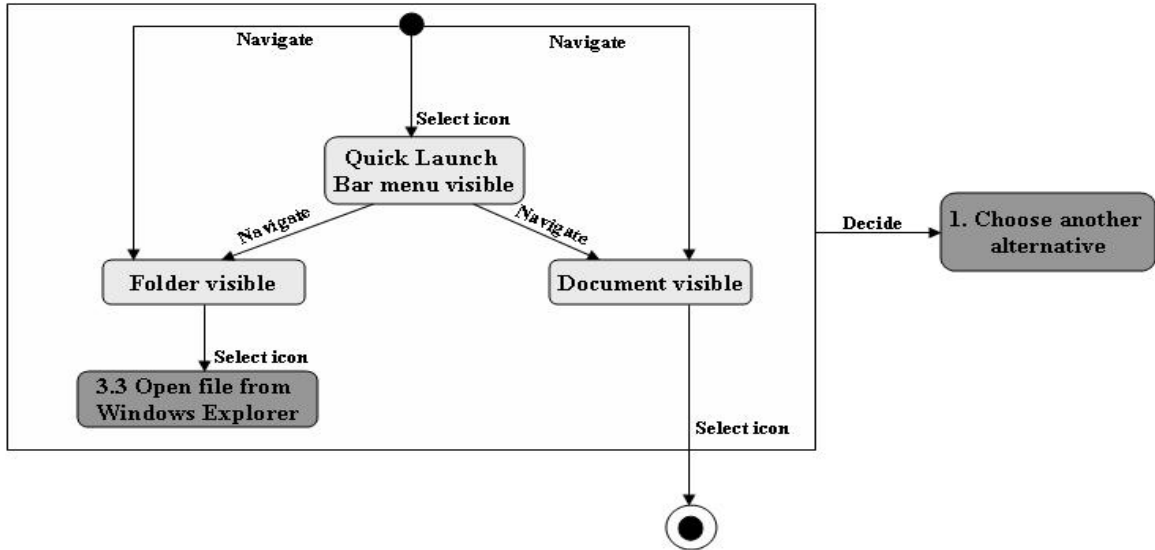 Navigate
Navigate
Select icon
Quick Launch
Bar menu visible
Navigate
Navigate
Decide
1. Choose another
alternative
Folder visible
Document visible
Select icon
3.3 Open file from
Windows Explorer
Select icon